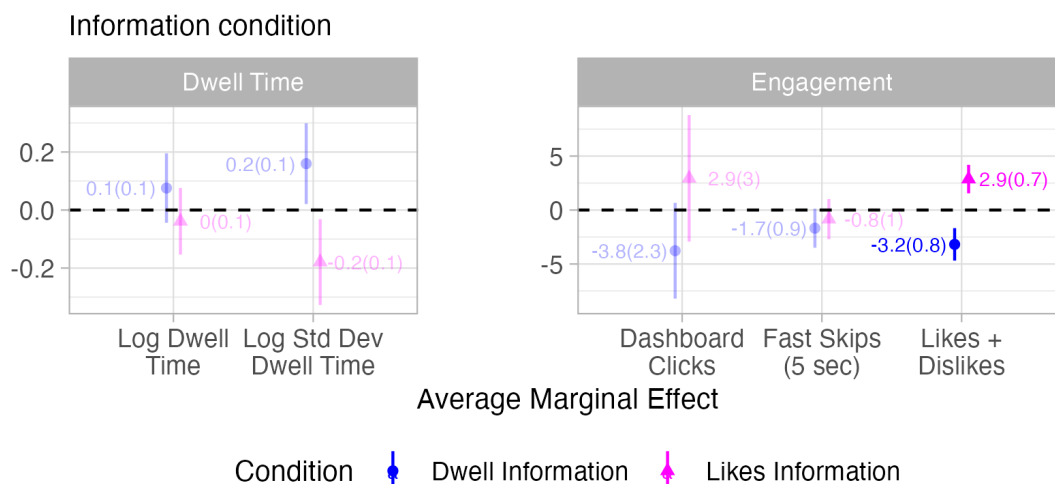 Information condition
Dwell Time
Engagement
0.2
0.0
-0.2
0.1(0.1)
0(0.1)
0.2(0.1)
-0.2(0.1)
Log Dwell
Time
Log Std Dev
Dwell Time
5
0
-5
-3.8(2.3)
2.9(3)
-1.7(0.9)
-0.8(1)
-3.2(0.8)
2.9(0.7)
Dashboard
Clicks
Fast Skips
(5 sec)
Likes +
Dislikes
Average Marginal Effect
Condition Dwell Information Likes Information